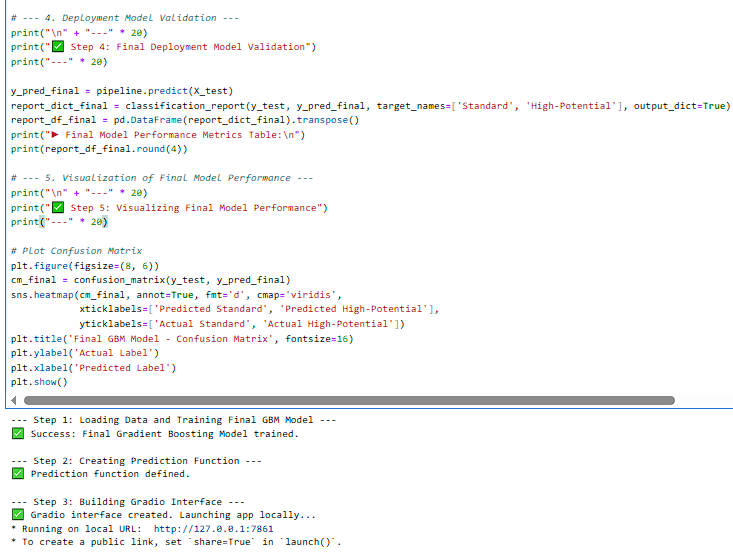 # --- 4. Deployment Model Validation ---
print("\n" + "---" * 20)
print("✅ Step 4: Final Deployment Model Validation")
print("---" * 20)
y_pred_final = pipeline.predict(X_test)
report_dict_final = classification_report(y_test, y_pred_final, target_names=['Standard', 'High-Potential'], output_dict=True)
report_df_final = pd.DataFrame(report_dict_final).transpose()
print("► Final Model Performance Metrics Table:\n")
print(report_df_final.round(4))
# --- 5. Visualization of Final Model Performance ---
print("\n" + "---" * 20)
print("✅ Step 5: Visualizing Final Model Performance")
print("---" * 20)
# Plot Confusion Matrix
plt.figure(figsize=(8, 6))
cm_final = confusion_matrix(y_test, y_pred_final)
sns.heatmap(cm_final, annot=True, fmt='d', cmap='viridis',
xticklabels=['Predicted Standard', 'Predicted High-Potential'],
yticklabels=['Actual Standard', 'Actual High-Potential'])
plt.title('Final GBM Model - Confusion Matrix', fontsize=16)
plt.ylabel('Actual Label')
plt.xlabel('Predicted Label')
plt.show()
--- Step 1: Loading Data and Training Final GBM Model ---
✅ Success: Final Gradient Boosting Model trained.
--- Step 2: Creating Prediction Function ---
✅ Prediction function defined.
--- Step 3: Building Gradio Interface ---
✅ Gradio interface created. Launching app locally...
* Running on local URL:  http://127.0.0.1:7861
* To create a public link, set `share=True` in `launch()`.